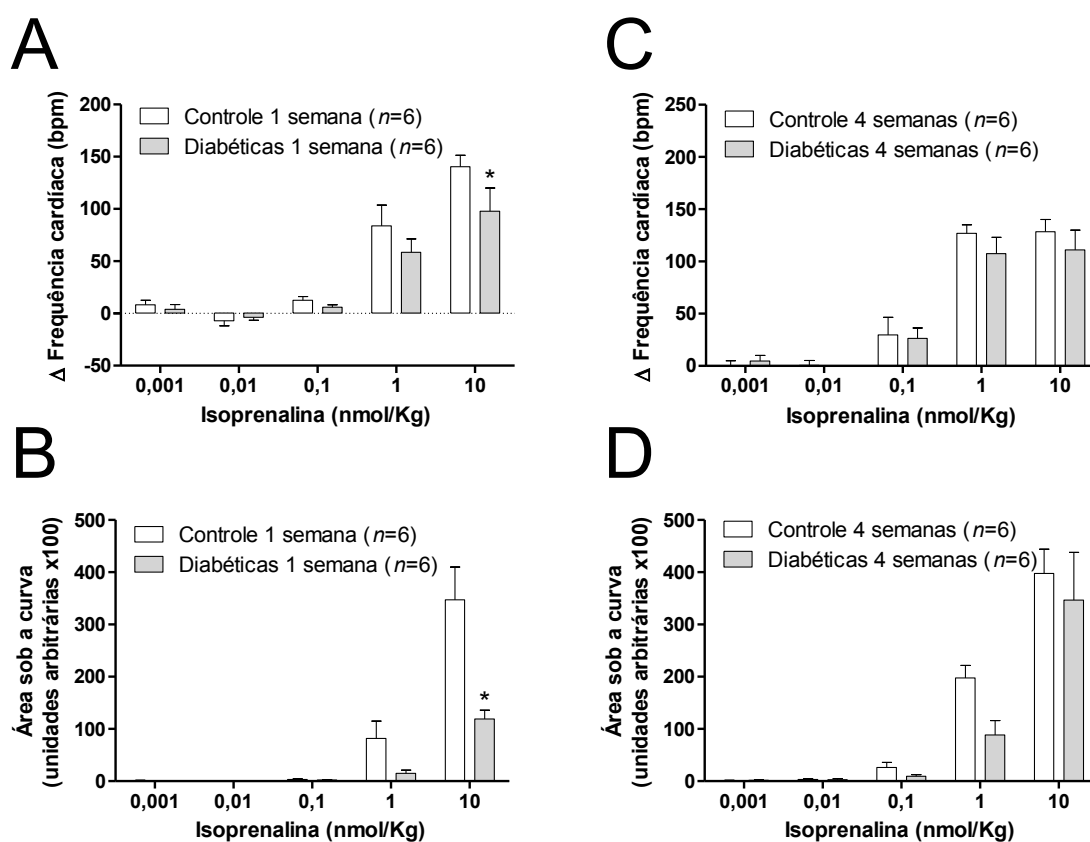 A
Δ Frequência cardíaca (bpm)
200
150
100
50
0
-50
Controle 1 semana (n=6)
Diabéticas 1 semana (n=6)
*
0,001 0,01 0,1 1 10
Isoprenalina (nmol/Kg)
C
Δ Frequência cardíaca (bpm)
250
200
150
100
50
0
Controle 4 semanas (n=6)
Diabéticas 4 semanas (n=6)
0,001 0,01 0,1 1 10
Isoprenalina (nmol/Kg)
B
Área sob a curva
(unidades arbitrárias x100)
500
400
300
200
100
0
Controle 1 semana (n=6)
Diabéticas 1 semana (n=6)
*
0,001 0,01 0,1 1 10
Isoprenalina (nmol/Kg)
D
Área sob a curva
(unidades arbitrárias x100)
500
400
300
200
100
0
Controle 4 semanas (n=6)
Diabéticas 4 semanas (n=6)
0,001 0,01 0,1 1 10
Isoprenalina (nmol/Kg)